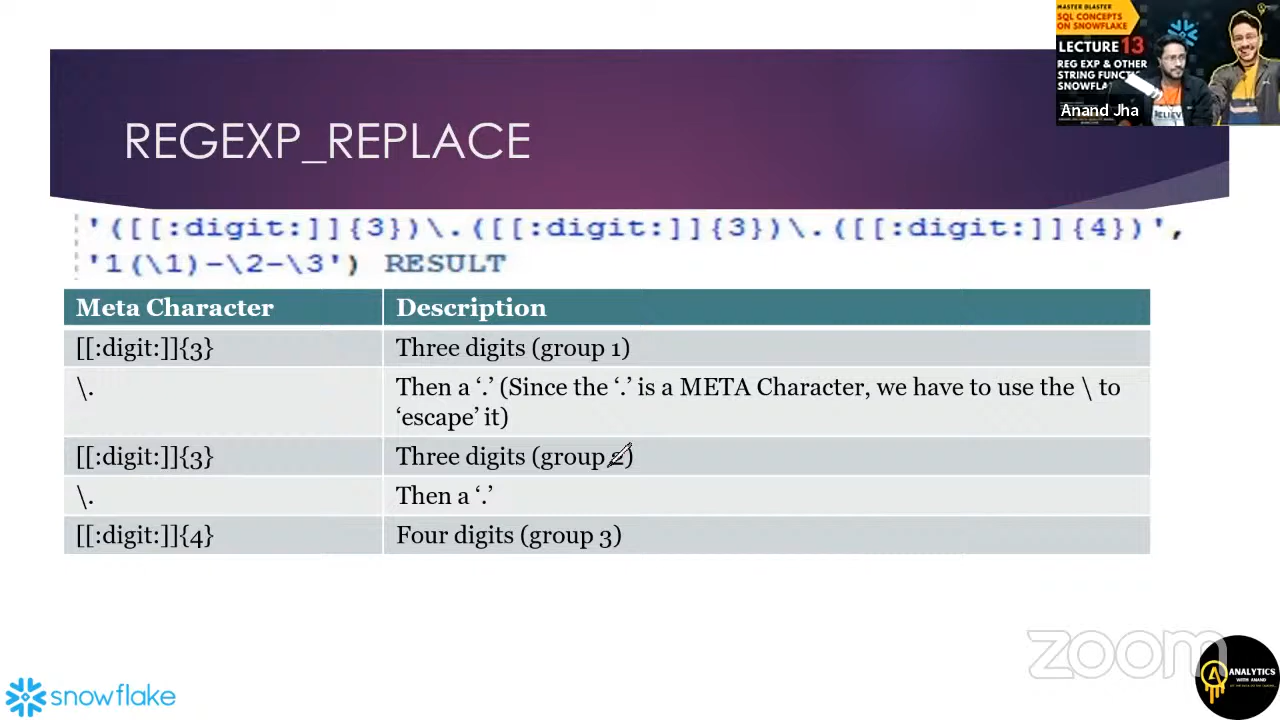 MASTER BLASTER
SQL CONCEPTS
ON SNOWFLAKE
LECTURE 13
REG EXP & OTHER
STRING FUNCTI
SNOWFLA
Anand Jha
REGEXP_REPLACE
'([[:digit:]]{3})\.([[:digit:]]{3})\.([[:digit:]]{4})',
'1(\1)-\2-\3') RESULT
Meta Character Description
[[:digit:]]{3} Three digits (group 1)
\. Then a ‘.’ (Since the ‘.’ is a META Character, we have to use the \ to
‘escape’ it)
[[:digit:]]{3} Three digits (group 2)
\. Then a ‘.’
[[:digit:]]{4} Four digits (group 3)
zoom
snowflake
ANALYTICS
WITH ANAND